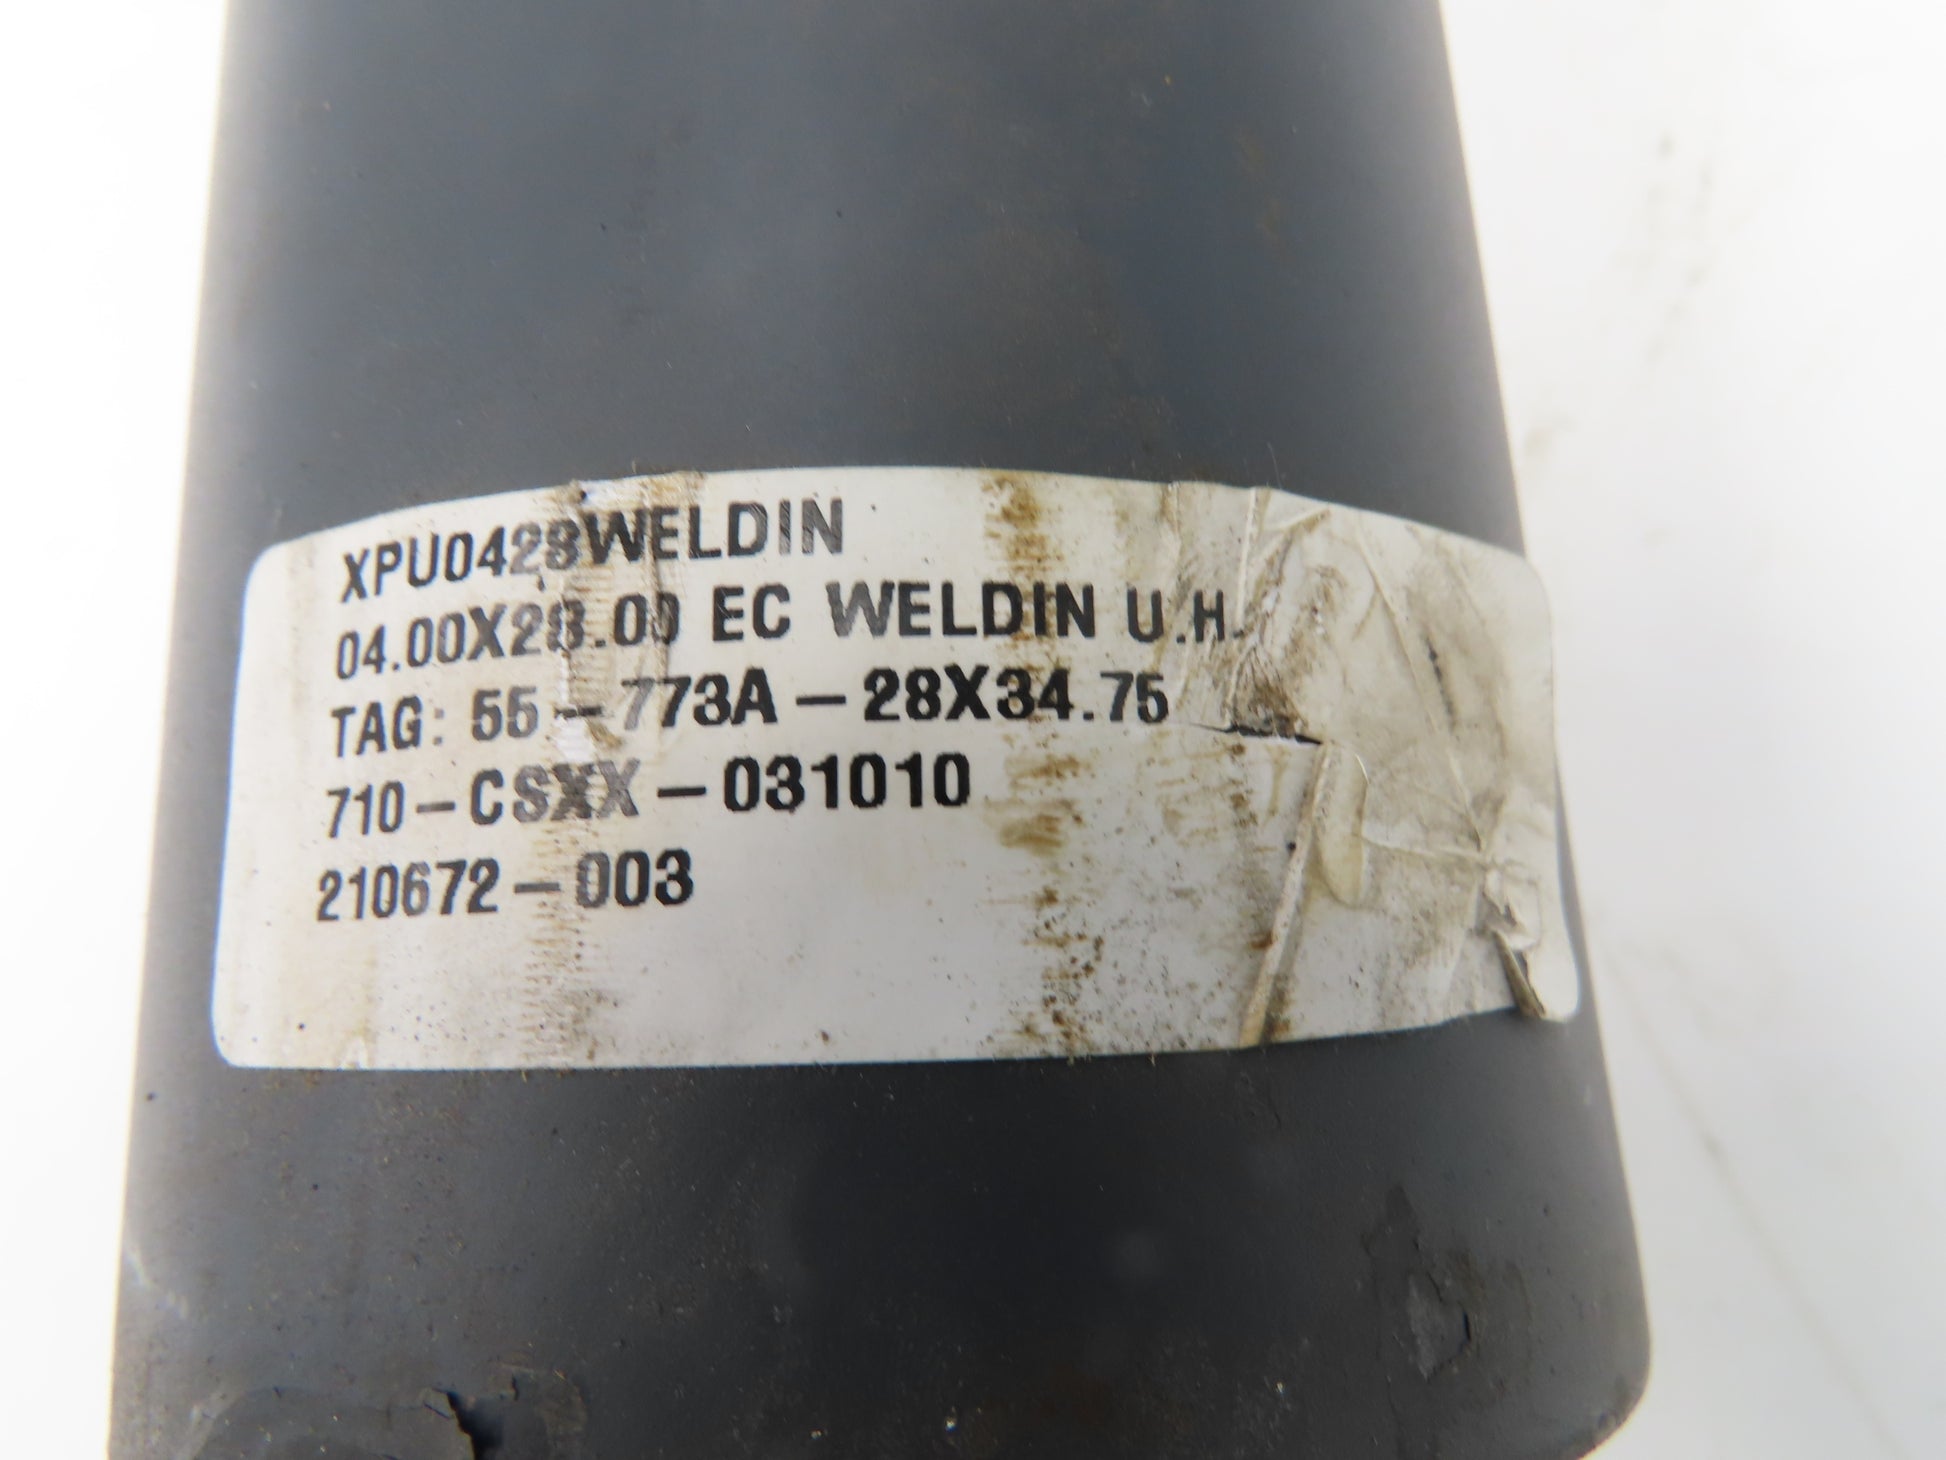 XPU0428WELDIN
04.00X28.00 EC WELDIN U.H.
TAG: 55-773A-28X34.75
710-CSXX-031010
210672-003